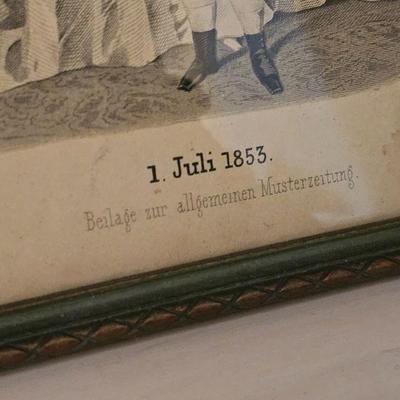 1. Juli 1853.
Beilage zur allgemeinen Musterzeitung.